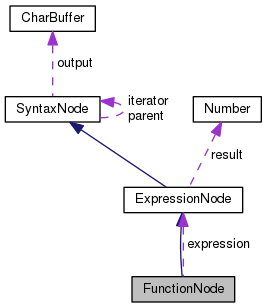 CharBuffer
output
SyntaxNode
iterator
parent
Number
result
ExpressionNode
expression
FunctionNode